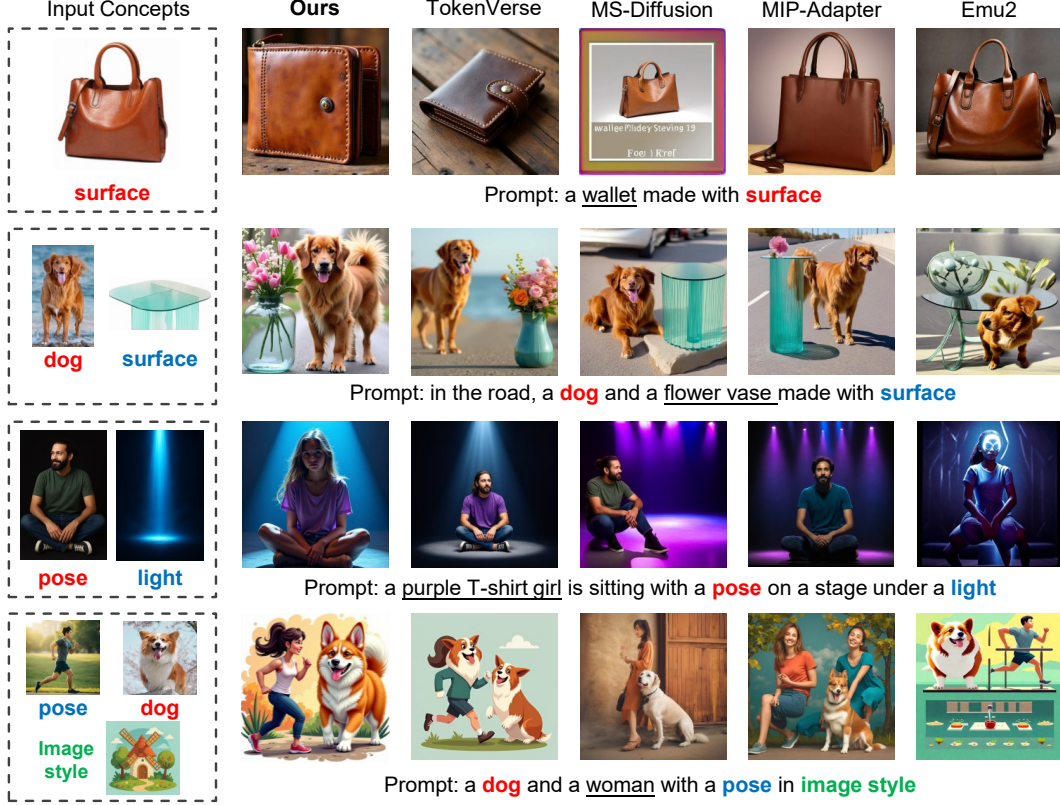 Input Concepts
Ours
TokenVerse
MS-Diffusion
MIP-Adapter
Emu2
surface
Prompt: a wallet made with surface
dog
surface
Prompt: in the road, a dog and a flower vase made with surface
pose
light
Prompt: a purple T-shirt girl is sitting with a pose on a stage under a light
pose
dog
Image
style
Prompt: a dog and a woman with a pose in image style